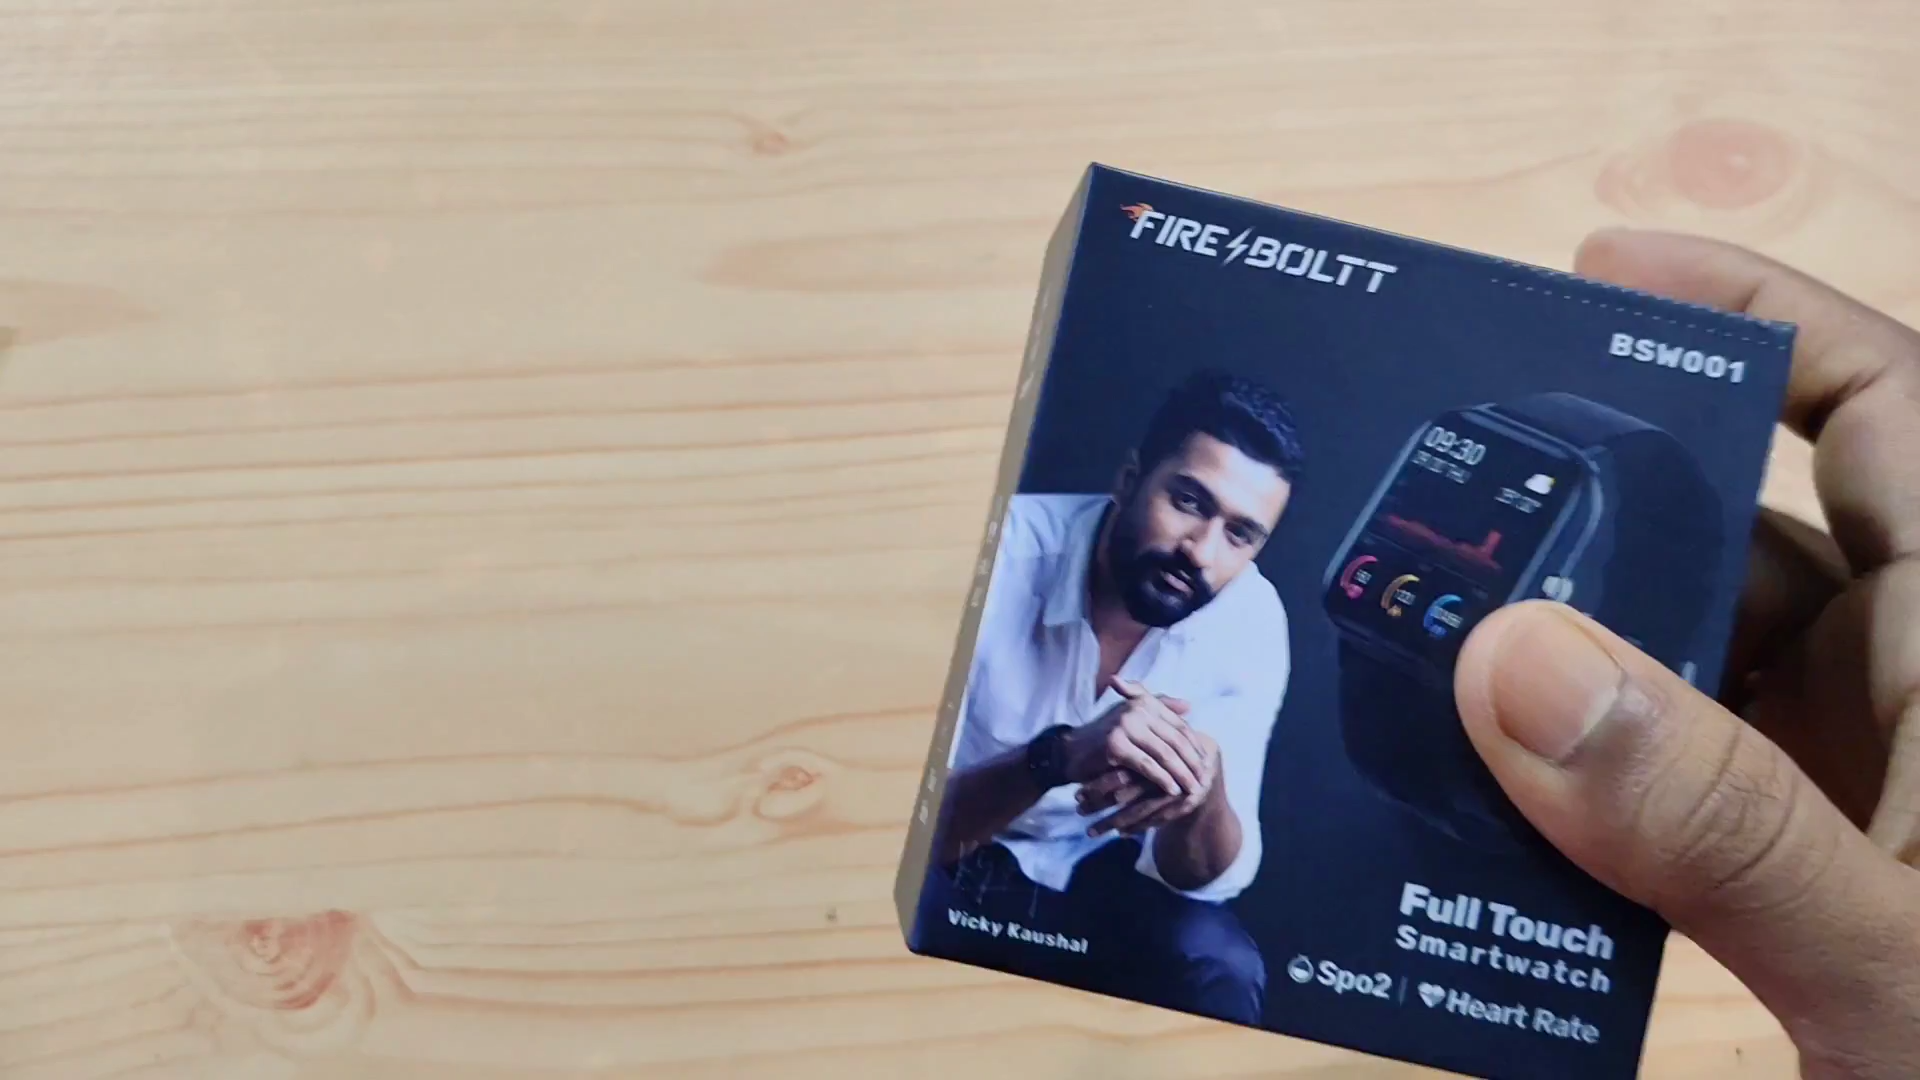 FIRE BOLTT
BSW001
09:30
Vicky Kaushal
Full Touch
Smartwatch
Spo2 | Heart Rate